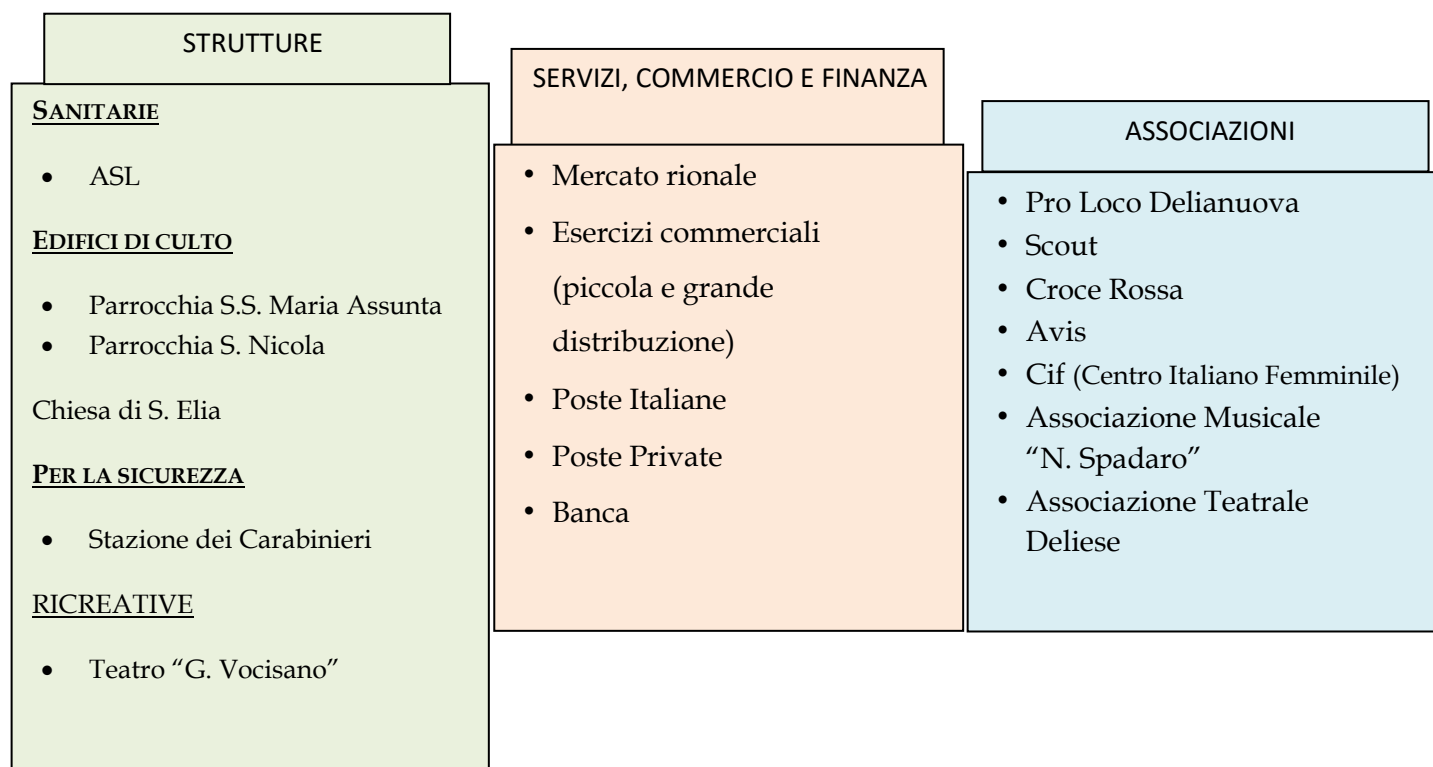 STRUTTURE
SANITARIE
• ASL
EDIFICI DI CULTO
• Parrocchia S.S. Maria Assunta
• Parrocchia S. Nicola
Chiesa di S. Elia
PER LA SICUREZZA
• Stazione dei Carabinieri
RICREATIVE
• Teatro “G. Vocisano”
SERVIZI, COMMERCIO E FINANZA
• Mercato rionale
• Esercizi commerciali
(piccola e grande
distribuzione)
• Poste Italiane
• Poste Private
• Banca
ASSOCIAZIONI
• Pro Loco Delianuova
• Scout
• Croce Rossa
• Avis
• Cif (Centro Italiano Femminile)
• Associazione Musicale
“N. Spadaro”
• Associazione Teatrale
Deliese